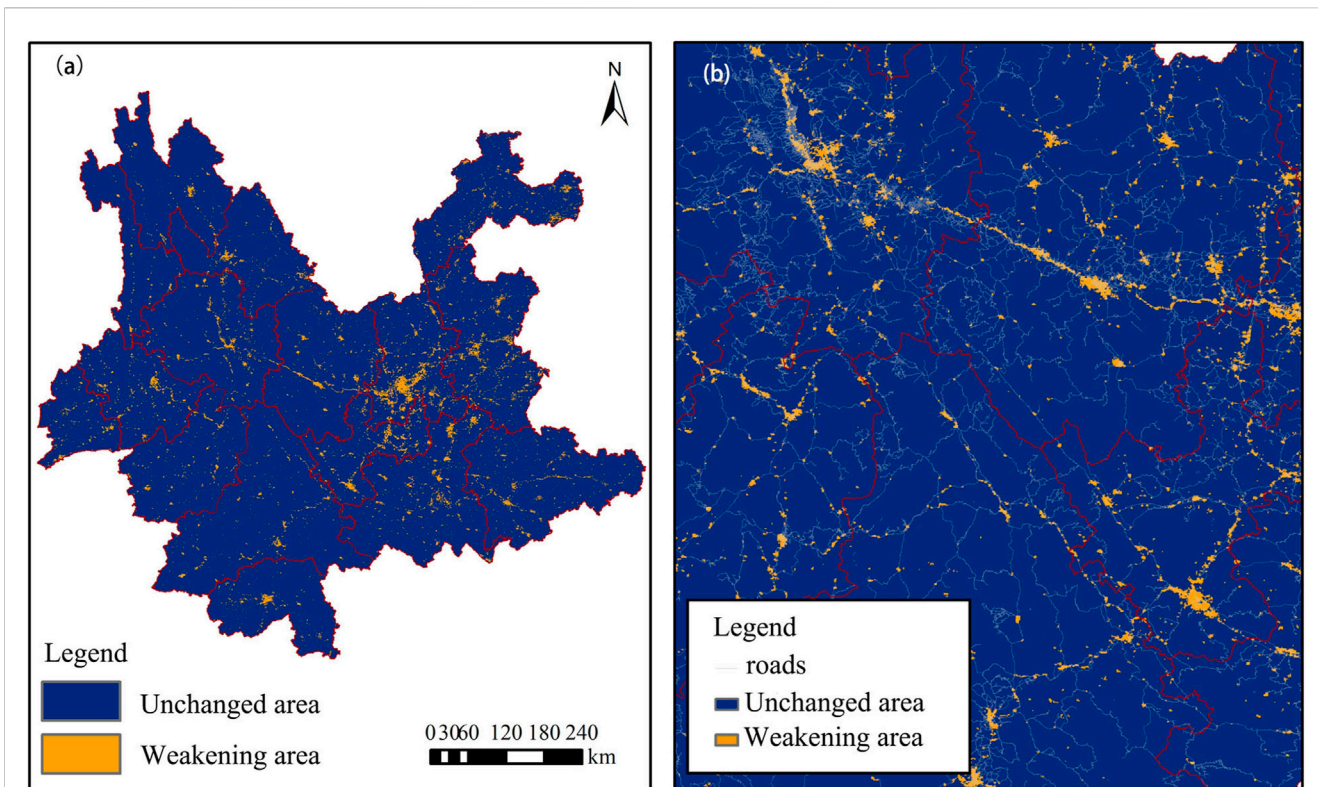 (a)
N
Legend
Unchanged area
Weakening area
0 30 60 120 180 240
km
(b)
Legend
roads
Unchanged area
Weakening area